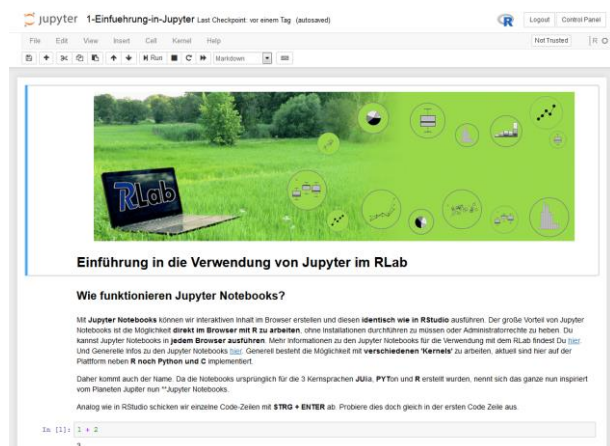 jupyter 1-Einfuehrung-in-Jupyter Last Checkpoint: vor einem Tag (autosaved)
Logout Control Panel
File Edit View Insert Cell Kernel Help
Not Trusted R
Run Markdown
RLab
Einführung in die Verwendung von Jupyter im RLab
Wie funktionieren Jupyter Notebooks?
Mit Jupyter Notebooks können wir interaktiven Inhalt im Browser erstellen und diesen identisch wie in RStudio ausführen. Der große Vorteil von Jupyter
Notebooks ist die Möglichkeit direkt im Browser mit R zu arbeiten, ohne Installationen durchführen zu müssen oder Administratorrechte zu haben. Du
kannst Jupyter Notebooks in jedem Browser ausführen. Mehr Informationen zu den Jupyter Notebooks für die Verwendung mit dem RLab findest Du hier.
Und Generelle Infos zu den Jupyter Notebooks hier. Generell besteht die Möglichkeit mit verschiedenen 'Kernels' zu arbeiten, aktuell sind hier auf der
Plattform neben R noch Python und C implementiert.
Daher kommt auch der Name. Da die Notebooks ursprünglich für die 3 Kernsprachen JUlia, PYTon und R erstellt wurden, nennt sich das ganze nun inspiriert
vom Planeten Jupiter nun **Jupyter Notebooks.
Analog wie in RStudio schicken wir einzelne Code-Zeilen mit STRG + ENTER ab. Probiere dies doch gleich in der ersten Code Zeile aus.
In [1]: 1 + 2
3